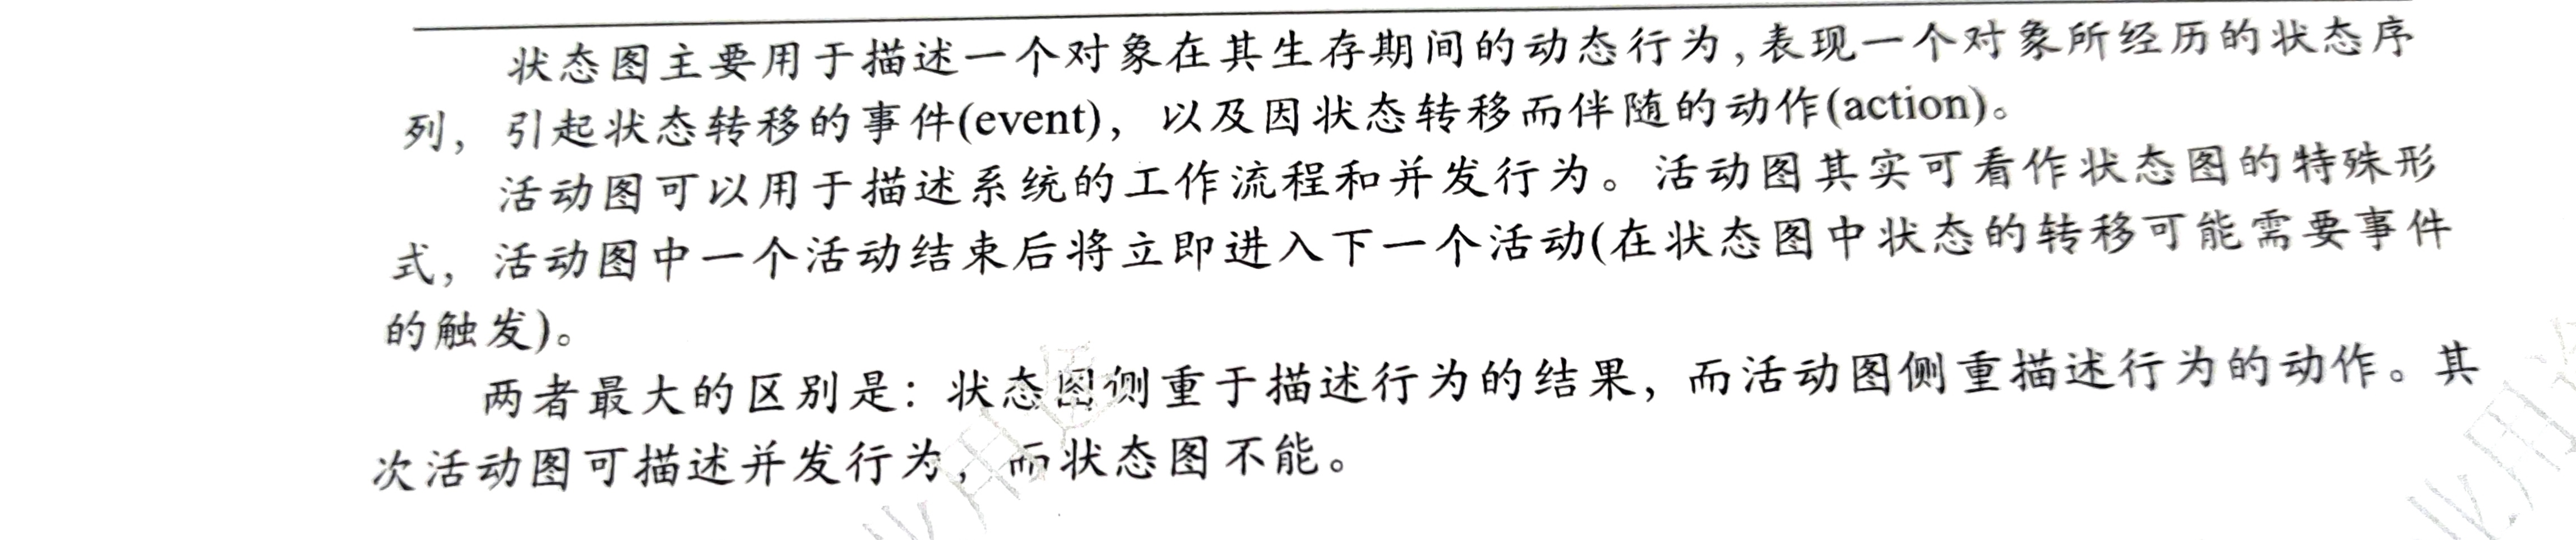 状态图主要用于描述一个对象在其生存期间的动态行为,表现一个对象所经历的状态序
列，引起状态转移的事件(event)，以及因状态转移而伴随的动作(action)。
活动图可以用于描述系统的工作流程和并发行为。活动图其实可看作状态图的特殊形
式，活动图中一个活动结束后将立即进入下一个活动(在状态图中状态的转移可能需要事件
的触发)。
两者最大的区别是：状态图侧重于描述行为的结果，而活动图侧重描述行为的动作。其
次活动图可描述并发行为，而状态图不能。